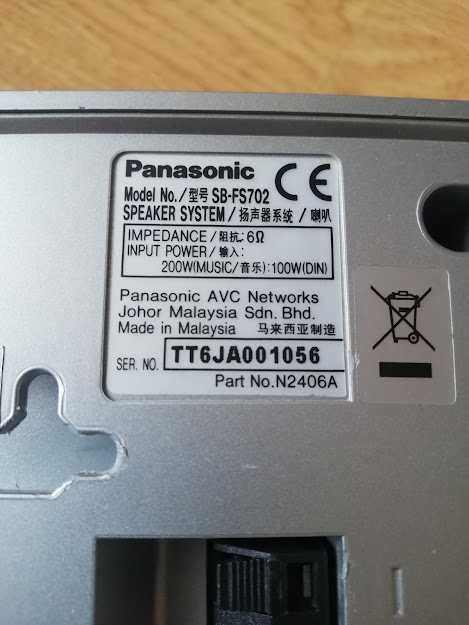 Panasonic CE
Model No./型号 SB-FS702
SPEAKER SYSTEM / 扬声器系统 / 喇叭
IMPEDANCE / 阻抗: 6Ω
INPUT POWER / 输入:
200W(MUSIC/音乐):100W(DIN)
Panasonic AVC Networks
Johor Malaysia Sdn. Bhd.
Made in Malaysia 马来西亚制造
SER. NO. TT6JA001056
Part No.N2406A